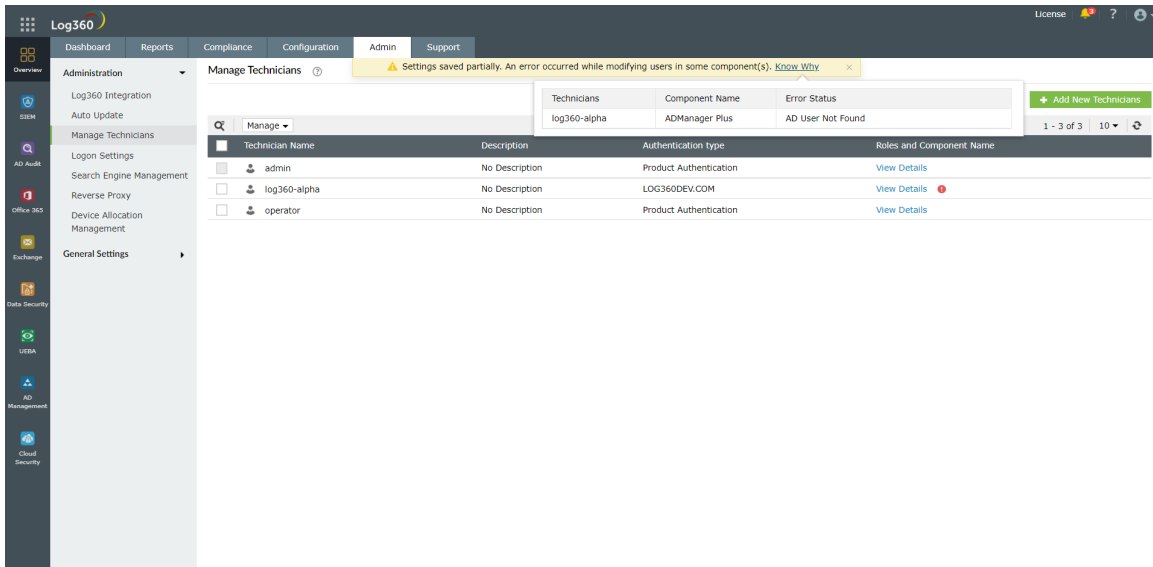 License
3
?
Log360
Dashboard Reports Compliance Configuration Admin Support
Overview
SIEM
AD Audit
Office 365
Exchange
Data Security
UEBA
AD
Management
Cloud
Security
Administration
Log360 Integration
Auto Update
Manage Technicians
Logon Settings
Search Engine Management
Reverse Proxy
Device Allocation
Management
General Settings
Manage Technicians ?
Settings saved partially. An error occurred while modifying users in some component(s). Know Why ×
Technicians Component Name Error Status
log360-alpha ADManager Plus AD User Not Found
+ Add New Technicians
Manage
1 - 3 of 3 10
Technician Name Description Authentication type Roles and Component Name
admin No Description Product Authentication View Details
log360-alpha No Description LOG360DEV.COM View Details !
operator No Description Product Authentication View Details